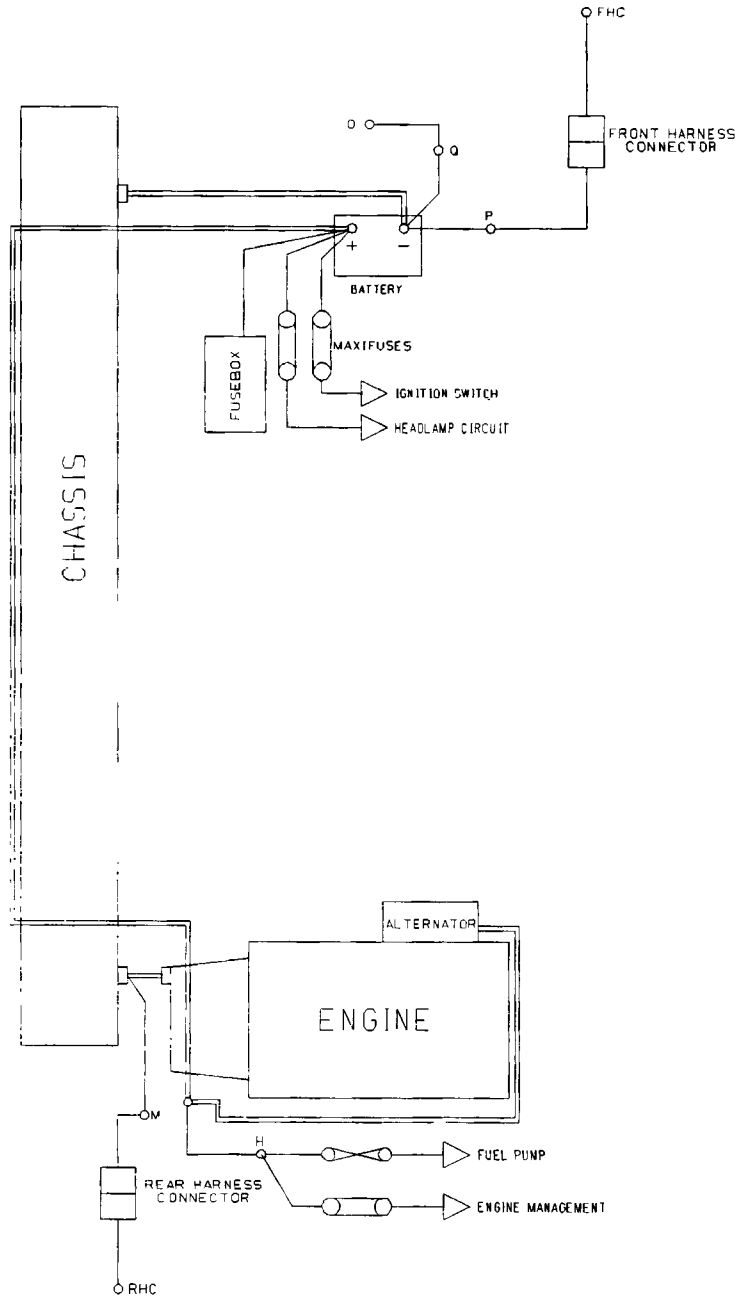 FHC
FRONT HARNESS
CONNECTOR
O
Q
P
+
-
BATTERY
MAXIFUSES
FUSEBOX
IGNITION SWITCH
HEADLAMP CIRCUIT
CHASSIS
ALTERNATOR
ENGINE
M
H
FUEL PUMP
REAR HARNESS
CONNECTOR
ENGINE MANAGEMENT
RHC